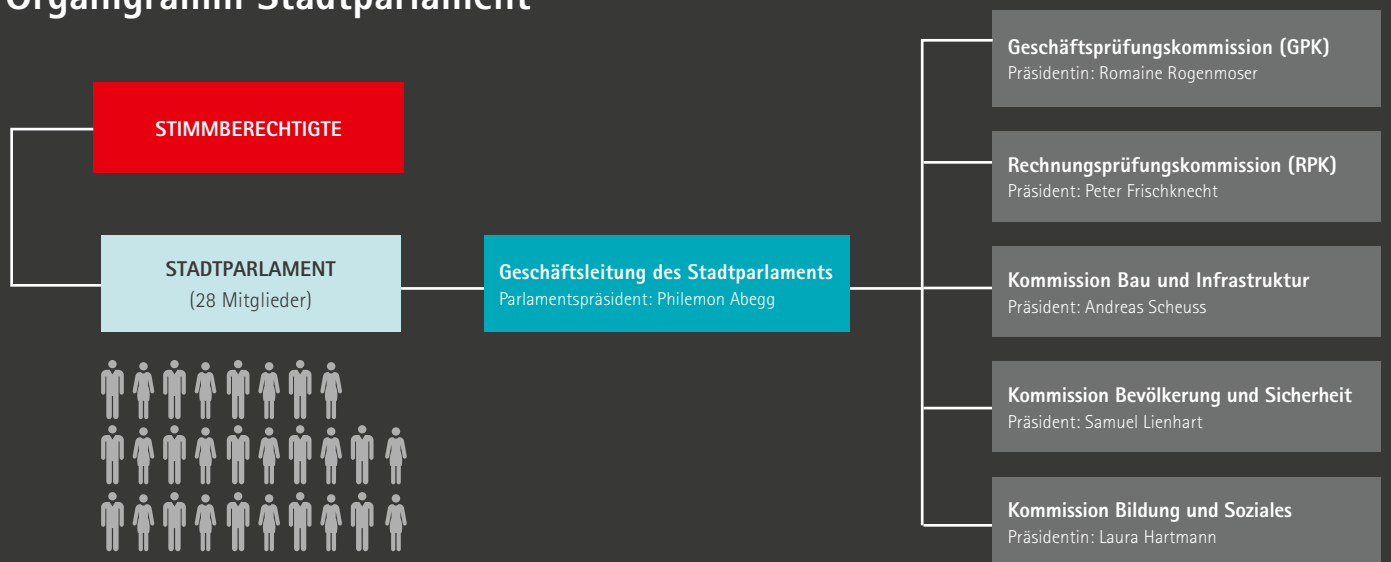 Organigramm Stadtparlament
STIMMBERECHTIGTE
STADTPARLAMENT
(28 Mitglieder)
Geschäftsleitung des Stadtparlaments
Parlamentspräsident: Philemon Abegg
Geschäftsprüfungskommission (GPK)
Präsidentin: Romaine Rogenmoser
Rechnungsprüfungskommission (RPK)
Präsident: Peter Frischknecht
Kommission Bau und Infrastruktur
Präsident: Andreas Scheuss
Kommission Bevölkerung und Sicherheit
Präsident: Samuel Lienhart
Kommission Bildung und Soziales
Präsidentin: Laura Hartmann